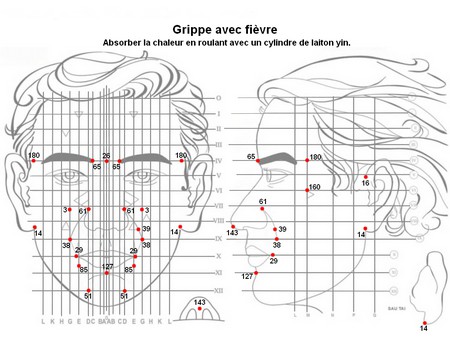 Grippe avec fièvre
Absorber la chaleur en roulant avec un cylindre de laiton yin.
O
I
II
III
180 26 180 IV 65 180
65 65
V
16
VI 160
VII
3 61 61 3 61
VIII
14 39 14 143 39 14
38 38 IX 38
29 29 X 29
85 85
127 XI 127
51 51 XII
143
14
L K H G E D C B A A B C D E G H K L
L M N P G